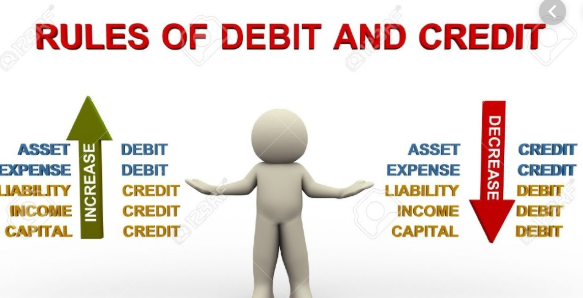 RULES OF DEBIT AND CREDIT
INCREASE
ASSET DEBIT
EXPENSE DEBIT
LIABILITY CREDIT
INCOME CREDIT
CAPITAL CREDIT
DECREASE
ASSET CREDIT
EXPENSE CREDIT
LIABILITY DEBIT
INCOME DEBIT
CAPITAL DEBIT